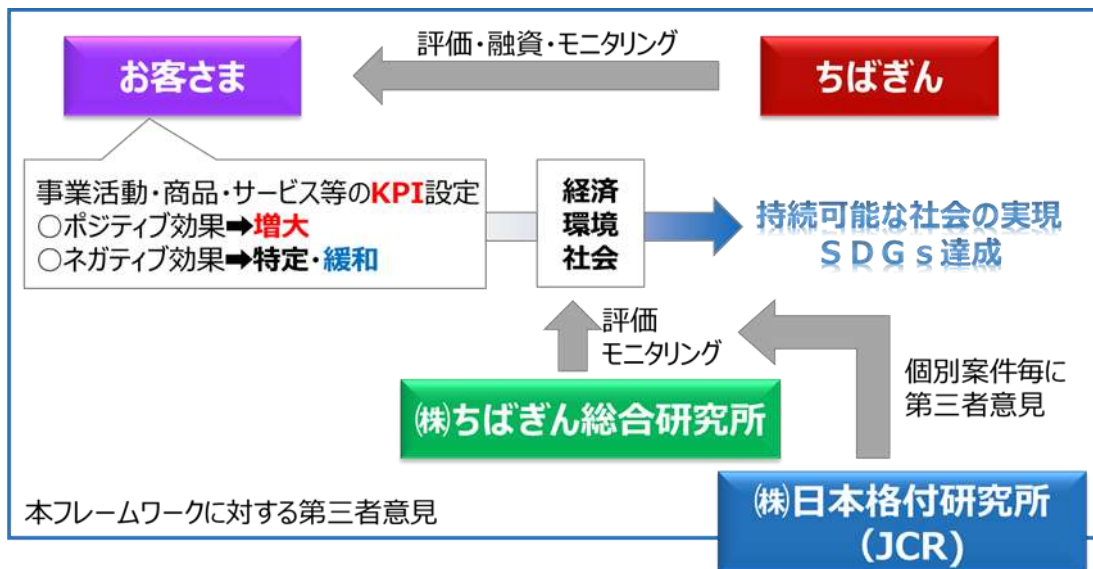 評価・融資・モニタリング
お客さま
ちばぎん
事業活動・商品・サービス等のKPI設定
○ポジティブ効果➡増大
○ネガティブ効果➡特定・緩和
経済
環境
社会
持続可能な社会の実現
ＳＤＧｓ達成
評価
モニタリング
個別案件毎に
第三者意見
㈱ちばぎん総合研究所
本フレームワークに対する第三者意見
㈱日本格付研究所
(JCR)